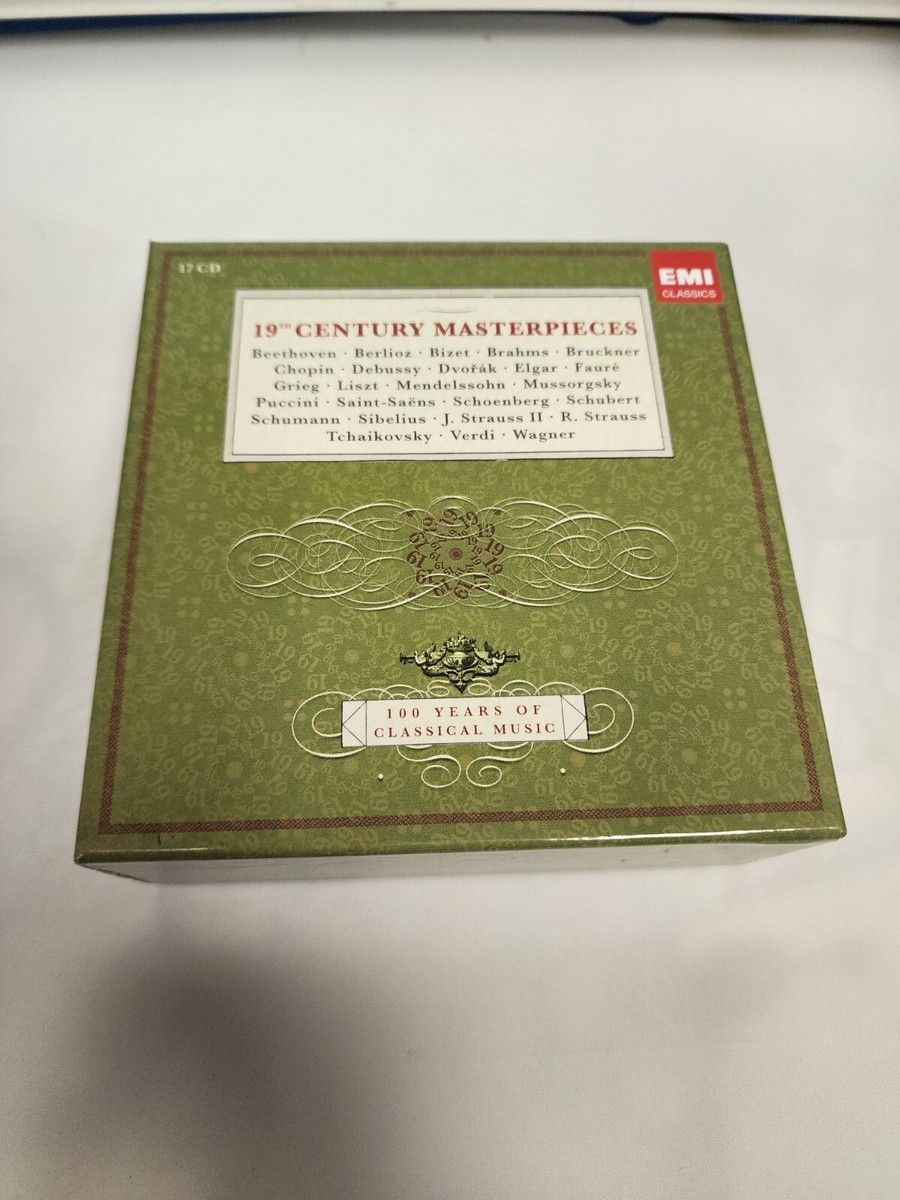 17 CD
EMI
CLASSICS
19TH CENTURY MASTERPIECES
Beethoven · Berlioz · Bizet · Brahms · Bruckner
Chopin · Debussy · Dvořák · Elgar · Fauré
Grieg · Liszt · Mendelssohn · Mussorgsky
Puccini · Saint-Saëns · Schoenberg · Schubert
Schumann · Sibelius · J. Strauss II · R. Strauss
Tchaikovsky · Verdi · Wagner
100 YEARS OF
CLASSICAL MUSIC